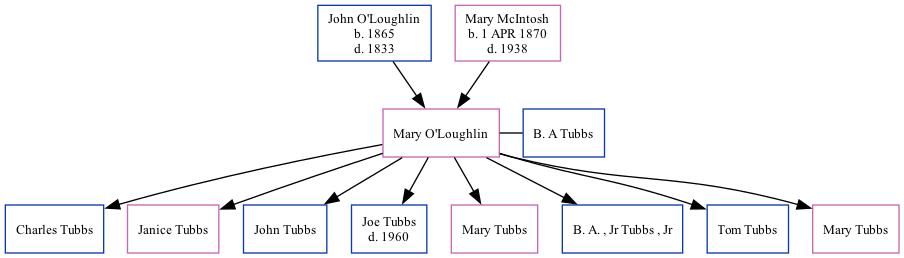 John O'Loughlin
b. 1865
d. 1833
Mary McIntosh
b. 1 APR 1870
d. 1938
Mary O'Loughlin
B. A Tubbs
Charles Tubbs
Janice Tubbs
John Tubbs
Joe Tubbs
d. 1960
Mary Tubbs
B. A. , Jr Tubbs , Jr
Tom Tubbs
Mary Tubbs